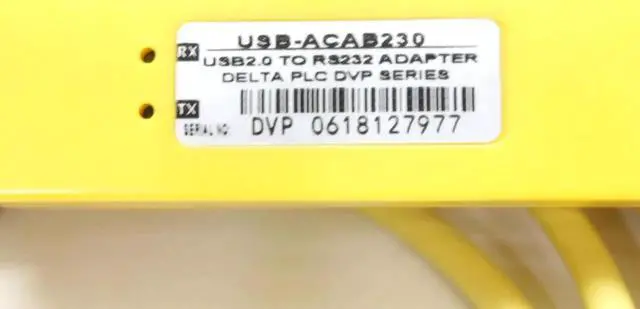 USB-ACAB230
RX
USB2.0 TO RS232 ADAPTER
DELTA PLC DVP SERIES
TX
SERIAL NO: DVP 0618127977